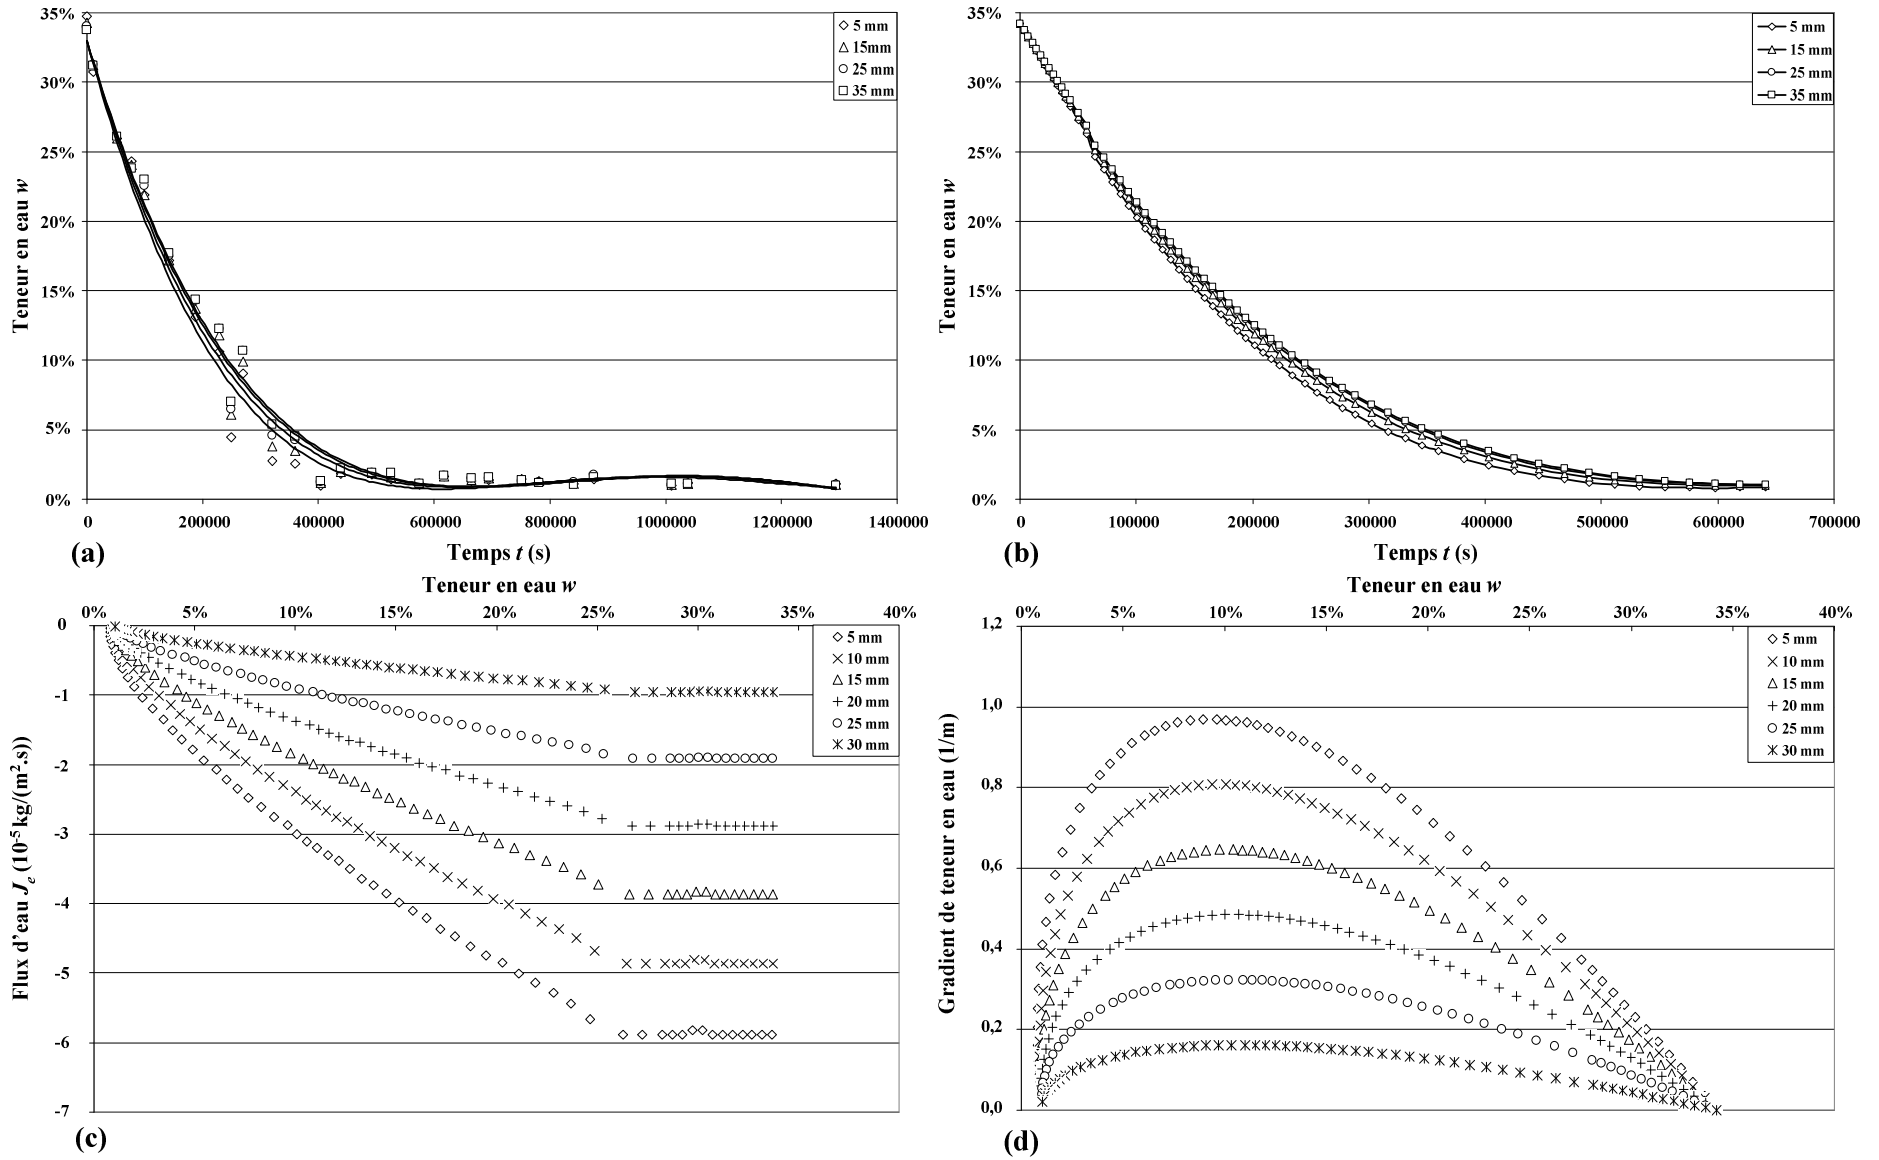 35%
30%
25%
20%
15%
10%
5%
0%
Teneur en eau w
5 mm
15mm
25 mm
35 mm
0 200000 400000 600000 800000 1000000 1200000 1400000
(a) Temps t (s)
35%
30%
25%
20%
15%
10%
5%
0%
Teneur en eau w
5 mm
15 mm
25 mm
35 mm
0 100000 200000 300000 400000 500000 600000 700000
(b) Temps t (s)
Teneur en eau w
0% 5% 10% 15% 20% 25% 30% 35% 40%
0
-1
-2
-3
-4
-5
-6
-7
Flux d’eau Je (10-5 kg/(m2.s))
5 mm
10 mm
15 mm
20 mm
25 mm
30 mm
(c)
Teneur en eau w
0% 5% 10% 15% 20% 25% 30% 35% 40%
1,2
1,0
0,8
0,6
0,4
0,2
0,0
Gradient de teneur en eau (1/m)
5 mm
10 mm
15 mm
20 mm
25 mm
30 mm
(d)